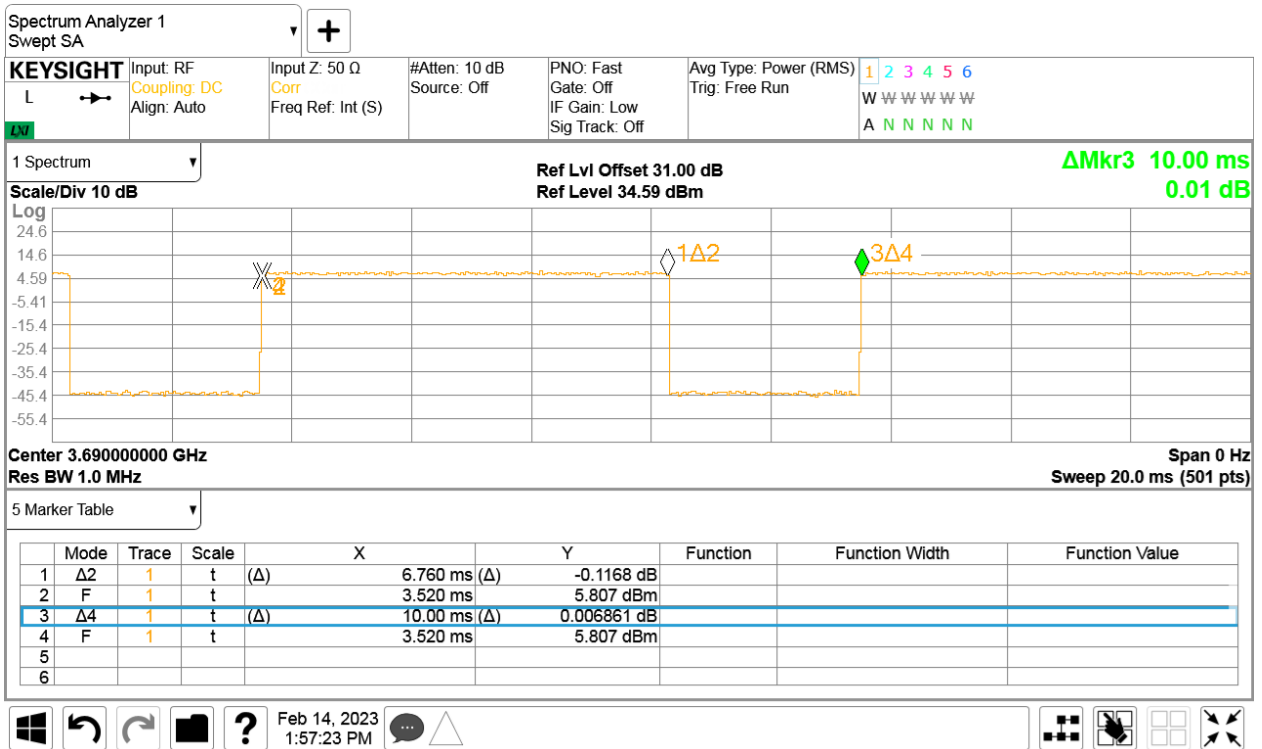 Spectrum Analyzer 1
Swept SA
▼
+
KEYSIGHT
L
LXI
Input: RF
Coupling: DC
Align: Auto
Input Z: 50 Ω
Corr
Freq Ref: Int (S)
#Atten: 10 dB
Source: Off
PNO: Fast
Gate: Off
IF Gain: Low
Sig Track: Off
Avg Type: Power (RMS)
Trig: Free Run
1 2 3 4 5 6
W W W W W W
A N N N N N
1 Spectrum ▼
Scale/Div 10 dB
Ref Lvl Offset 31.00 dB
Ref Level 34.59 dBm
ΔMkr3 10.00 ms
0.01 dB
Log
24.6
14.6
4.59
-5.41
-15.4
-25.4
-35.4
-45.4
-55.4
1Δ2
3Δ4
Center 3.690000000 GHz
Res BW 1.0 MHz
Span 0 Hz
Sweep 20.0 ms (501 pts)
5 Marker Table ▼
Mode Trace Scale X Y Function Function Width Function Value
1 Δ2 1 t (Δ) 6.760 ms (Δ) -0.1168 dB
2 F 1 t 3.520 ms 5.807 dBm
3 Δ4 1 t (Δ) 10.00 ms (Δ) 0.006861 dB
4 F 1 t 3.520 ms 5.807 dBm
5
6
?
Feb 14, 2023
1:57:23 PM